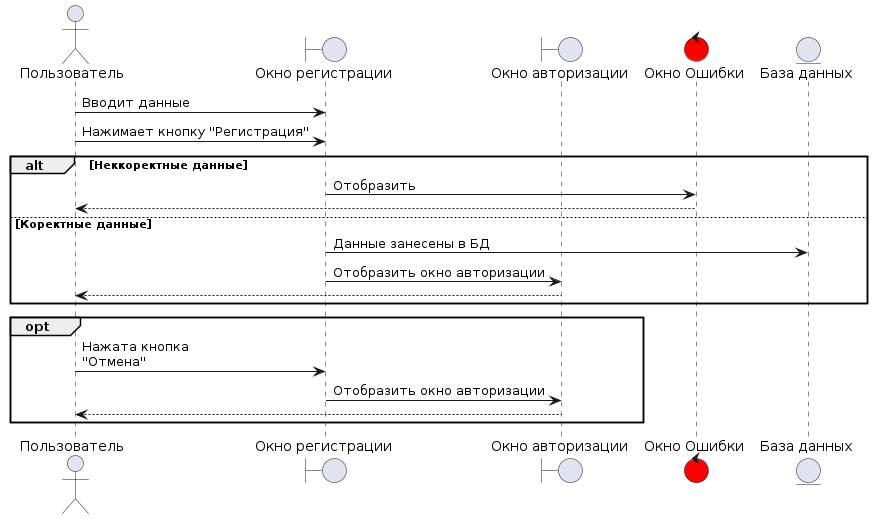 Пользователь
Окно регистрации
Окно авторизации
Окно Ошибки
База данных
Вводит данные
Нажимает кнопку "Регистрация"
alt
[Неккоректные данные]
Отобразить
[Коректные данные]
Данные занесены в БД
Отобразить окно авторизации
opt
Нажата кнопка
"Отмена"
Отобразить окно авторизации
Пользователь
Окно регистрации
Окно авторизации
Окно Ошибки
База данных